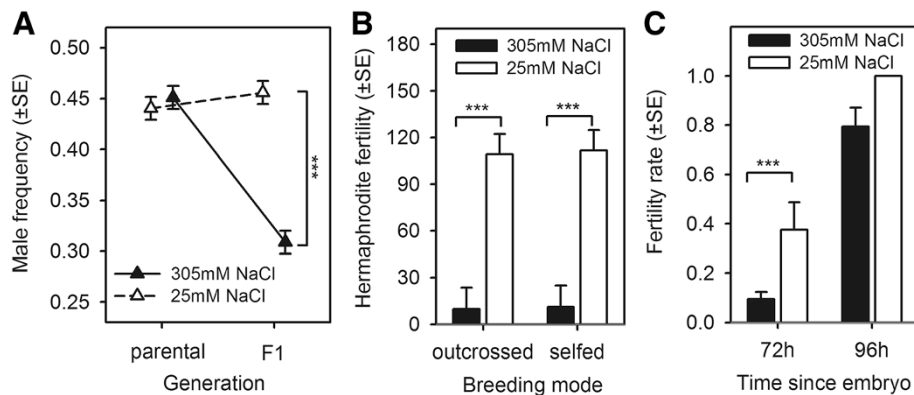 A
Male frequency (±SE)
0.50
0.45
0.40
0.35
0.30
0.25
***
305mM NaCl
25mM NaCl
parental
F1
Generation
B
Hermaphrodite fertility (±SE)
180
150
120
90
60
30
0
305mM NaCl
25mM NaCl
***
***
outcrossed
selfed
Breeding mode
C
Fertility rate (±SE)
1.0
0.8
0.6
0.4
0.2
0.0
305mM NaCl
25mM NaCl
***
72h
96h
Time since embryo